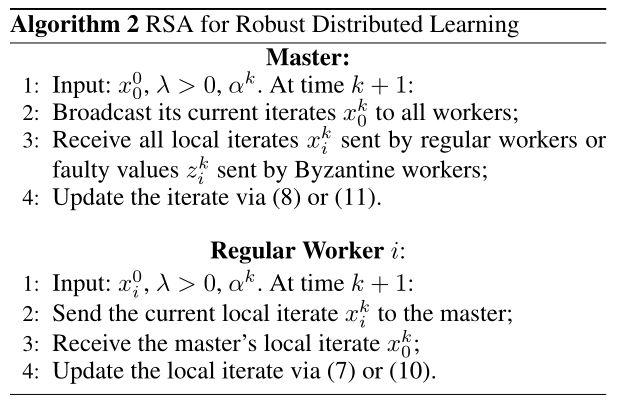 Algorithm 2 RSA for Robust Distributed Learning
Master:
1: Input: $x_0^0$, $\lambda > 0$, $\alpha^k$. At time $k + 1$:
2: Broadcast its current iterates $x_0^k$ to all workers;
3: Receive all local iterates $x_i^k$ sent by regular workers or
faulty values $z_i^k$ sent by Byzantine workers;
4: Update the iterate via (8) or (11).
Regular Worker $i$:
1: Input: $x_i^0$, $\lambda > 0$, $\alpha^k$. At time $k + 1$:
2: Send the current local iterate $x_i^k$ to the master;
3: Receive the master's local iterate $x_0^k$;
4: Update the local iterate via (7) or (10).